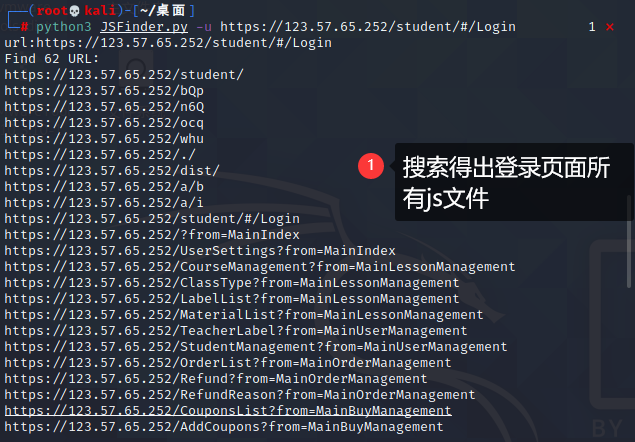 (root💀kali)-[~/桌面]
# python3 JSFinder.py -u https://123.57.65.252/student/#/Login 1 ⨯
url:https://123.57.65.252/student/#/Login
Find 62 URL:
https://123.57.65.252/student/
https://123.57.65.252/bQp
https://123.57.65.252/n6Q
https://123.57.65.252/ocq
https://123.57.65.252/whu
https://123.57.65.252/./
https://123.57.65.252/dist/
https://123.57.65.252/a/b
https://123.57.65.252/a/i
1 搜索得出登录页面所
有js文件
https://123.57.65.252/student/#/Login
https://123.57.65.252/?from=MainIndex
https://123.57.65.252/UserSettings?from=MainIndex
https://123.57.65.252/CourseManagement?from=MainLessonManagement
https://123.57.65.252/ClassType?from=MainLessonManagement
https://123.57.65.252/LabelList?from=MainLessonManagement
https://123.57.65.252/MaterialList?from=MainLessonManagement
https://123.57.65.252/TeacherLabel?from=MainUserManagement
https://123.57.65.252/StudentManagement?from=MainUserManagement
https://123.57.65.252/OrderList?from=MainOrderManagement
https://123.57.65.252/Refund?from=MainOrderManagement
https://123.57.65.252/RefundReason?from=MainOrderManagement
https://123.57.65.252/CouponsList?from=MainBuyManagement
https://123.57.65.252/AddCoupons?from=MainBuyManagement
BY